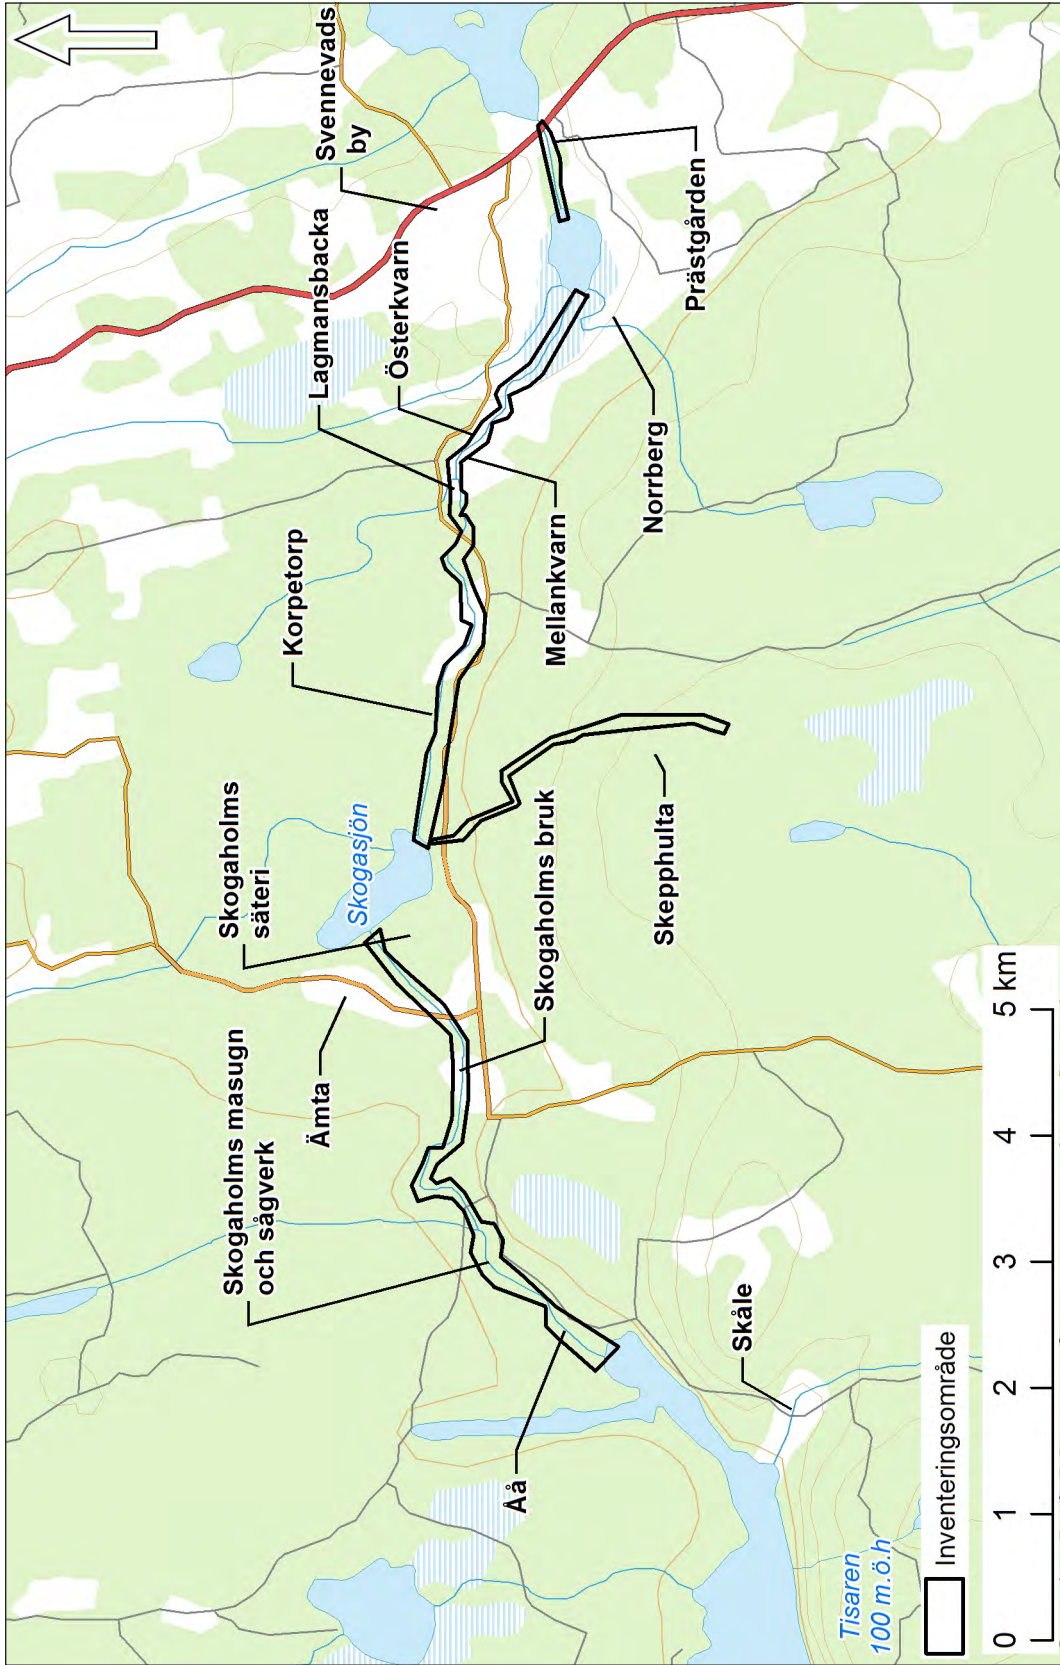 Svennevads
by
Lagmansbacka
Österkvarn
Prästgården
Norrberg
Mellankvarn
Korpetorp
Skogaholms
säteri
Skogasjön
Skogaholms bruk
Skepphulta
Ämta
Skogaholms masugn
och sågverk
Åå
Skåle
Tisaren
100 m.ö.h
Inventeringsområde
0 1 2 3 4 5 km